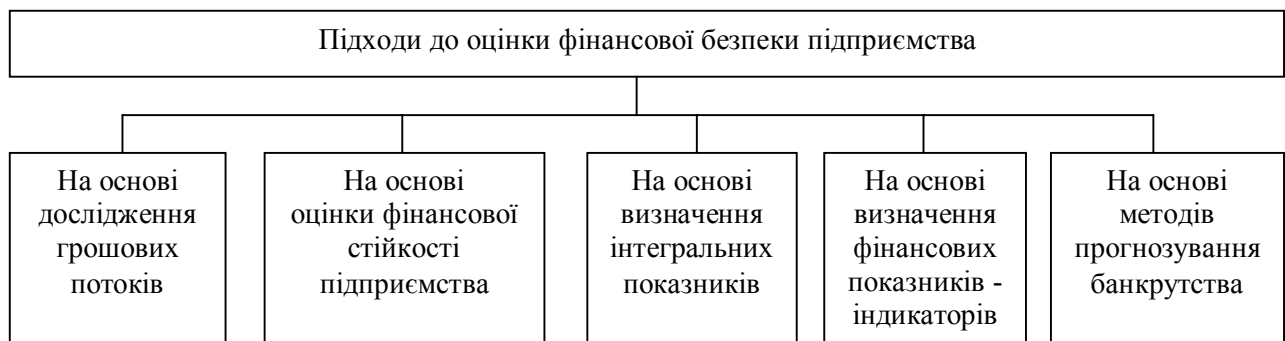 Підходи до оцінки фінансової безпеки підприємства
На основі
дослідження
грошових
потоків
На основі
оцінки фінансової
стійкості
підприємства
На основі
визначення
інтегральних
показників
На основі
визначення
фінансових
показників -
індикаторів
На основі
методів
прогнозування
банкрутства